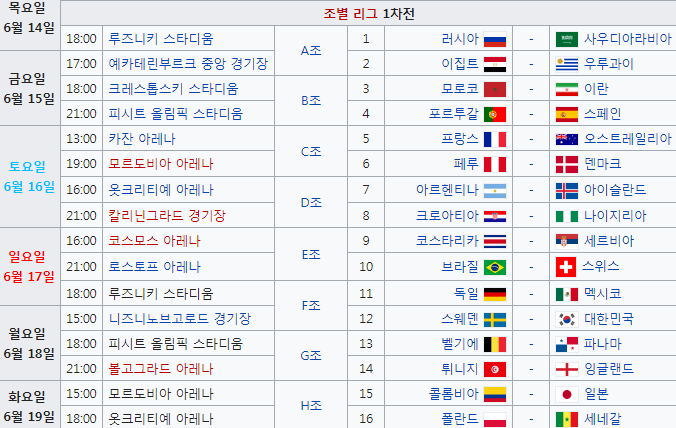 목요일
6월 14일
조별 리그 1차전
18:00 루즈니키 스타디움 A조 1 러시아 - 사우디아라비아
금요일
6월 15일
17:00 예카테린부르크 중앙 경기장 2 이집트 - 우루과이
18:00 크레스톱스키 스타디움 B조 3 모로코 - 이란
21:00 피시트 올림픽 스타디움 4 포르투갈 - 스페인
토요일
6월 16일
13:00 카잔 아레나 C조 5 프랑스 - 오스트레일리아
19:00 모르도비아 아레나 6 페루 - 덴마크
16:00 옷크리티예 아레나 D조 7 아르헨티나 - 아이슬란드
21:00 칼리닌그라드 경기장 8 크로아티아 - 나이지리아
일요일
6월 17일
16:00 코스모스 아레나 E조 9 코스타리카 - 세르비아
21:00 로스토프 아레나 10 브라질 - 스위스
18:00 루즈니키 스타디움 F조 11 독일 - 멕시코
월요일
6월 18일
15:00 니즈니노브고로드 경기장 12 스웨덴 - 대한민국
18:00 피시트 올림픽 스타디움 G조 13 벨기에 - 파나마
21:00 볼고그라드 아레나 14 튀니지 - 잉글랜드
화요일
6월 19일
15:00 모르도비아 아레나 H조 15 콜롬비아 - 일본
18:00 옷크리티예 아레나 16 폴란드 - 세네갈